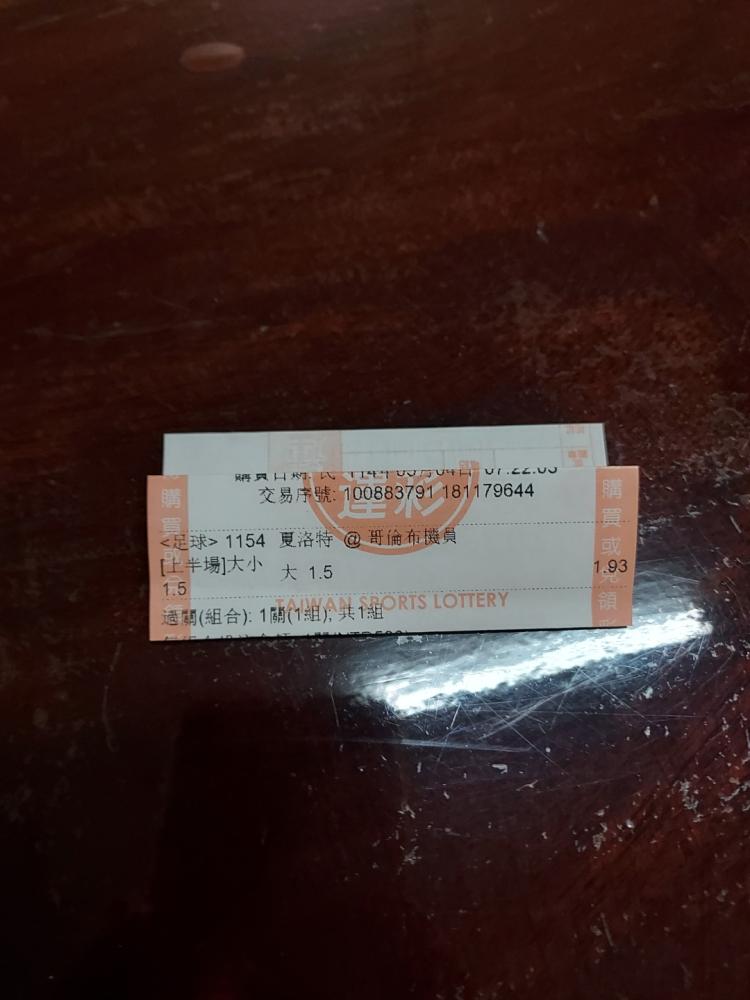 交易序號: 100883791 181179644
運彩
<足球> 1154 夏洛特 @ 哥倫布機員
[上半場]大小 大 1.5 1.93
1.5
TAIWAN SPORTS LOTTERY
過關(組合): 1關(1組), 共1組
購買
購買或兌領